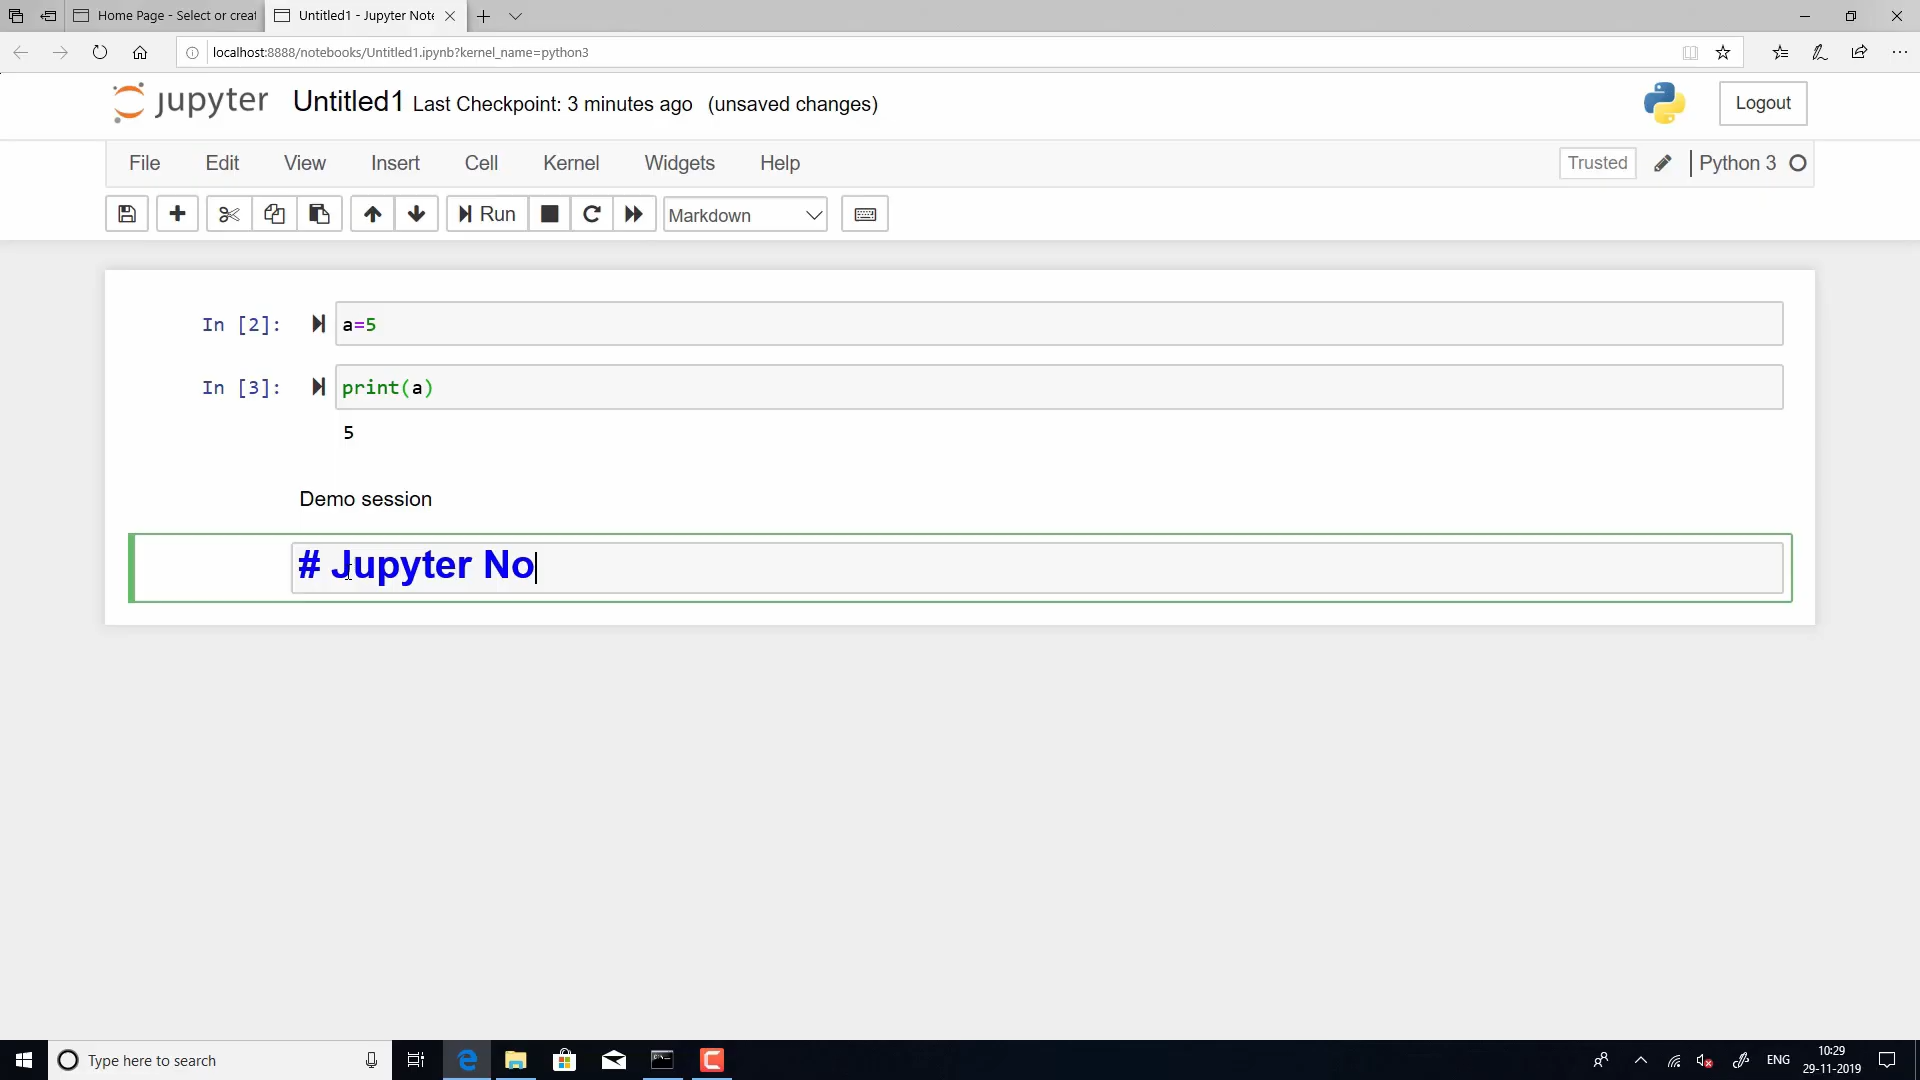 Home Page - Select or creat
Untitled1 - Jupyter Note
localhost:8888/notebooks/Untitled1.ipynb?kernel_name=python3
jupyter Untitled1 Last Checkpoint: 3 minutes ago (unsaved changes)
Logout
File Edit View Insert Cell Kernel Widgets Help
Trusted Python 3
Run Markdown
In [2]: a=5
In [3]: print(a)
5
Demo session
# Jupyter No
Type here to search
ENG
10:29
29-11-2019